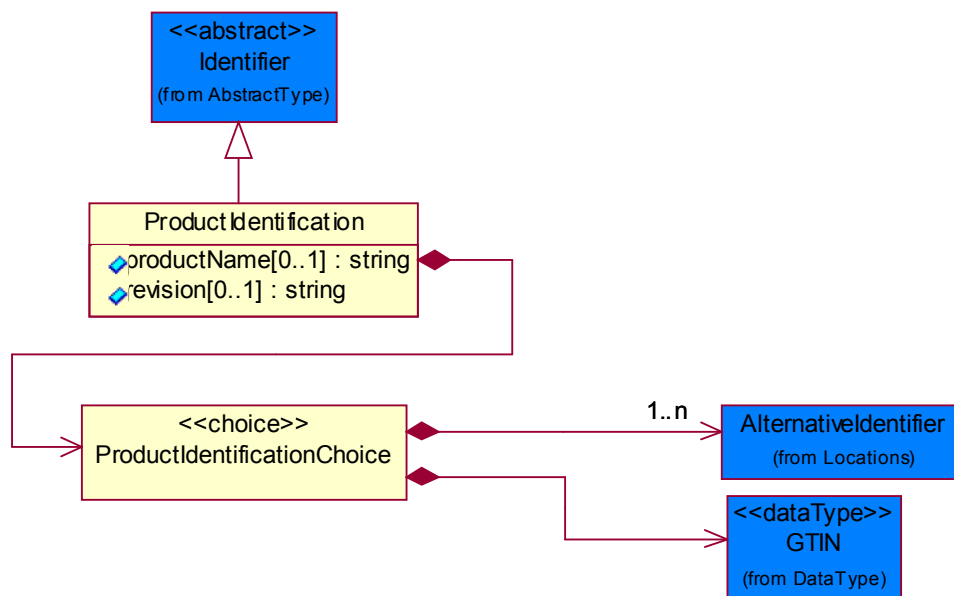 <<abstract>>
Identifier
(from AbstractType)
ProductIdentification
productName[0..1] : string
revision[0..1] : string
<<choice>>
ProductIdentificationChoice
1..n
AlternativeIdentifier
(from Locations)
<<dataType>>
GTIN
(from DataType)